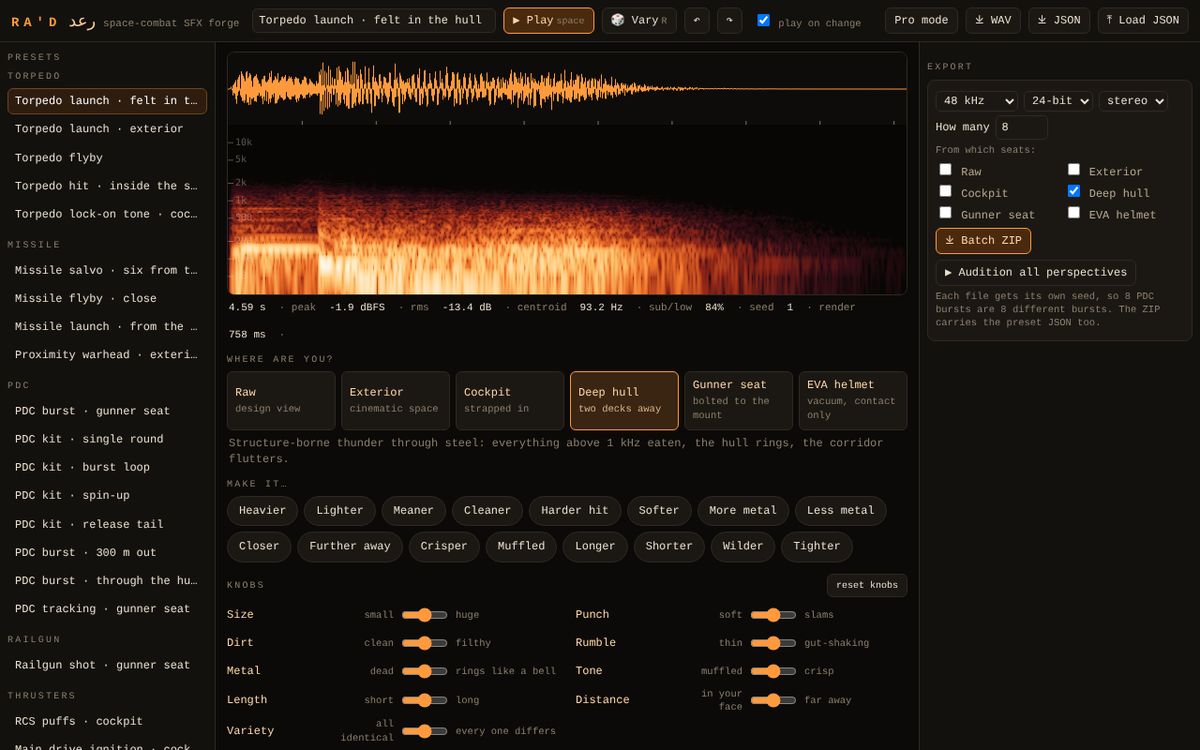 RA'D رعد space-combat SFX forge
Torpedo launch · felt in the hull
▶ Play space
🎲 Vary R
↶
↷
play on change
Pro mode
⤓ WAV
⤓ JSON
⤒ Load JSON
PRESETS
TORPEDO
Torpedo launch · felt in t…
Torpedo launch · exterior
Torpedo flyby
Torpedo hit · inside the s…
Torpedo lock-on tone · coc…
MISSILE
Missile salvo · six from t…
Missile flyby · close
Missile launch · from the …
Proximity warhead · exteri…
PDC
PDC burst · gunner seat
PDC kit · single round
PDC kit · burst loop
PDC kit · spin-up
PDC kit · release tail
PDC burst · 300 m out
PDC burst · through the hu…
PDC tracking · gunner seat
RAILGUN
Railgun shot · gunner seat
THRUSTERS
RCS puffs · cockpit
Main drive ignition · cock…
10k
5k
2k
1k
4.59 s · peak -1.9 dBFS · rms -13.4 dB · centroid 93.2 Hz · sub/low 84% · seed 1 · render
758 ms ·
WHERE ARE YOU?
Raw
design view
Exterior
cinematic space
Cockpit
strapped in
Deep hull
two decks away
Gunner seat
bolted to the
mount
EVA helmet
vacuum, contact
only
Structure-borne thunder through steel: everything above 1 kHz eaten, the hull rings, the corridor
flutters.
MAKE IT…
Heavier Lighter Meaner Cleaner Harder hit Softer More metal Less metal
Closer Further away Crisper Muffled Longer Shorter Wilder Tighter
KNOBS
reset knobs
Size small huge
Punch soft slams
Dirt clean filthy
Rumble thin gut-shaking
Metal dead rings like a bell
Tone muffled crisp
Length short long
Distance in your
face far away
Variety all
identical every one differs
EXPORT
48 kHz 24-bit stereo
How many 8
From which seats:
Raw Exterior
Cockpit Deep hull
Gunner seat EVA helmet
⤓ Batch ZIP
▶ Audition all perspectives
Each file gets its own seed, so 8 PDC
bursts are 8 different bursts. The ZIP
carries the preset JSON too.